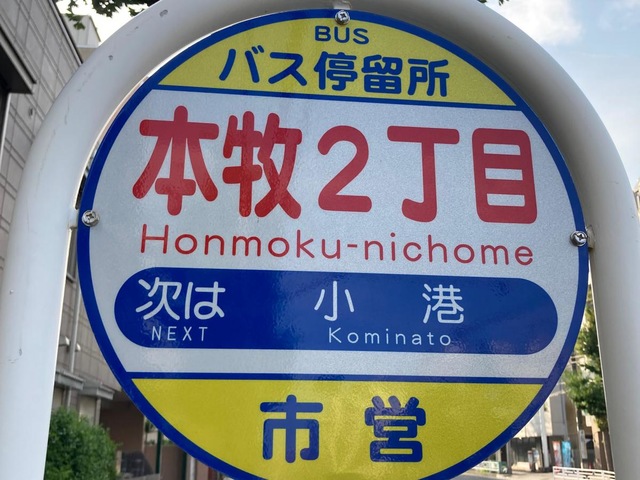 BUS
バス停留所
本牧2丁目
Honmoku-nichome
次は 小港
NEXT Kominato
市営